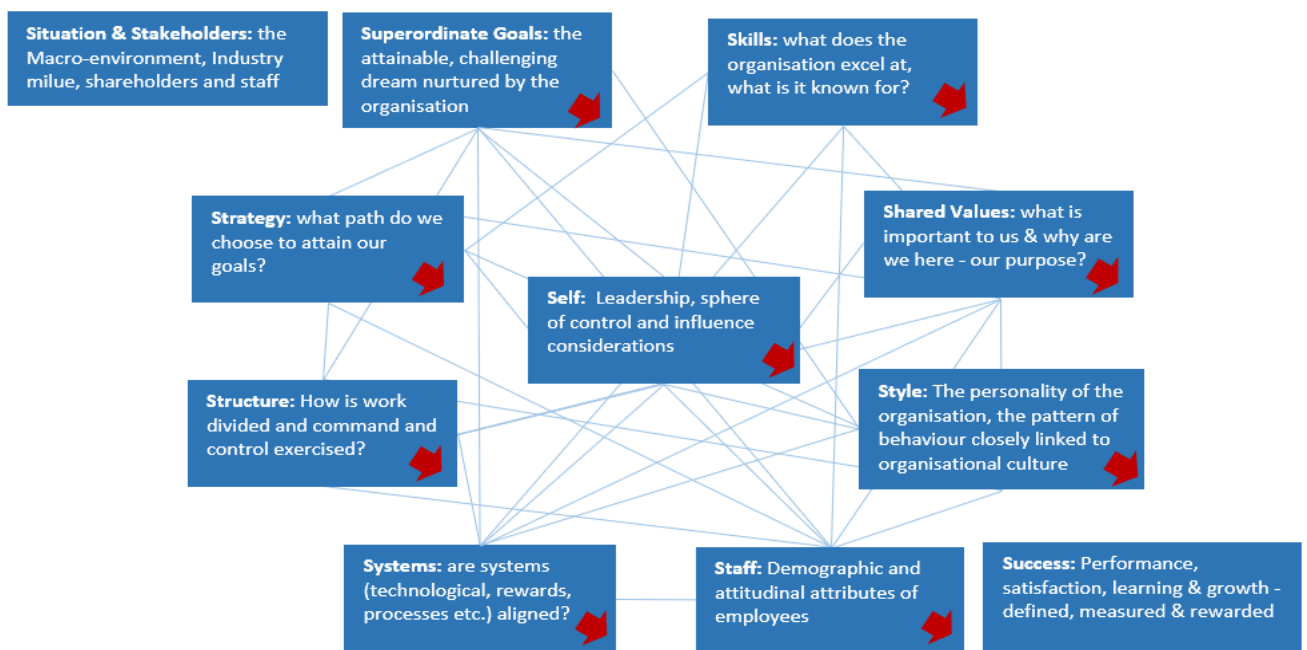 Situation & Stakeholders: the
Macro-environment, Industry
milue, shareholders and staff
Superordinate Goals: the
attainable, challenging
dream nurtured by the
organisation
Skills: what does the
organisation excel at,
what is it known for?
Strategy: what path do we
choose to attain our
goals?
Shared Values: what is
important to us & why are
we here - our purpose?
Self: Leadership, sphere
of control and influence
considerations
Structure: How is work
divided and command and
control exercised?
Style: The personality of the
organisation, the pattern of
behaviour closely linked to
organisational culture
Systems: are systems
(technological, rewards,
processes etc.) aligned?
Staff: Demographic and
attitudinal attributes of
employees
Success: Performance,
satisfaction, learning & growth -
defined, measured & rewarded